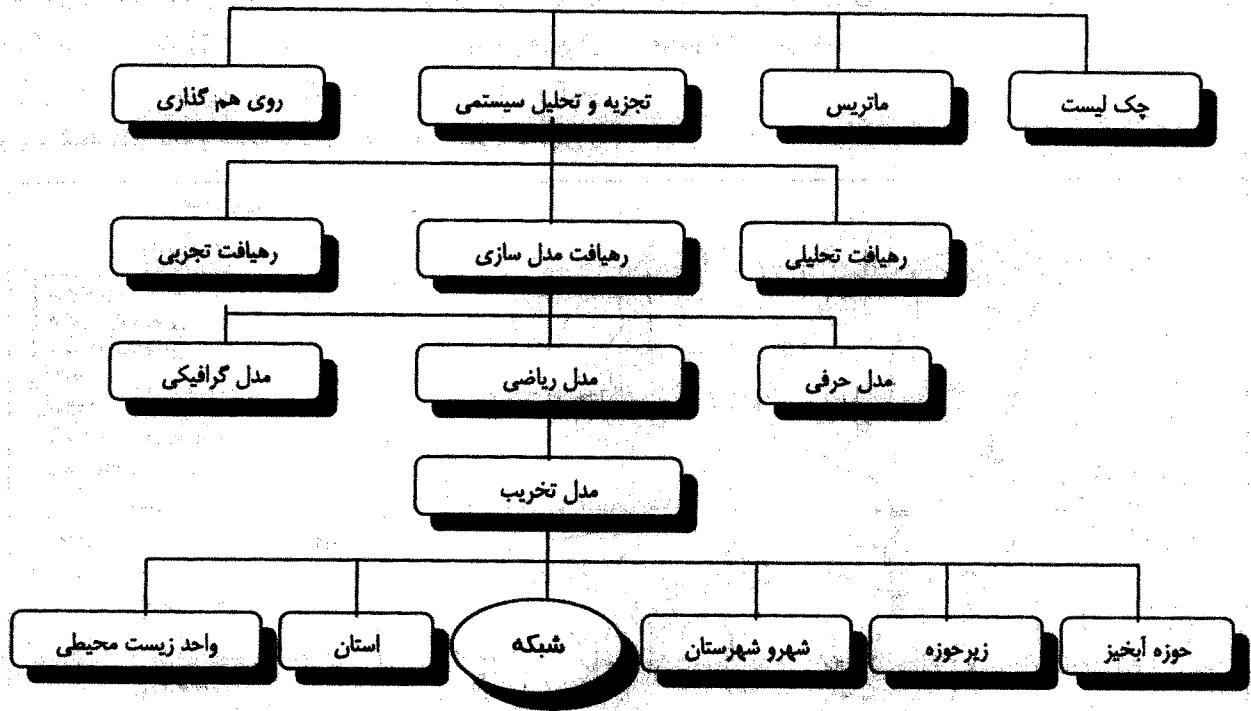 چک لیست
ماتریس
تجزیه و تحلیل سیستمی
روی هم گذاری
رهیافت تحلیلی
رهیافت مدل سازی
رهیافت تجربی
مدل حرفی
مدل ریاضی
مدل گرافیکی
مدل تخریب
حوزه آبخیز
زیرحوزه
شهرو شهرستان
شبکه
استان
واحد زیست محیطی